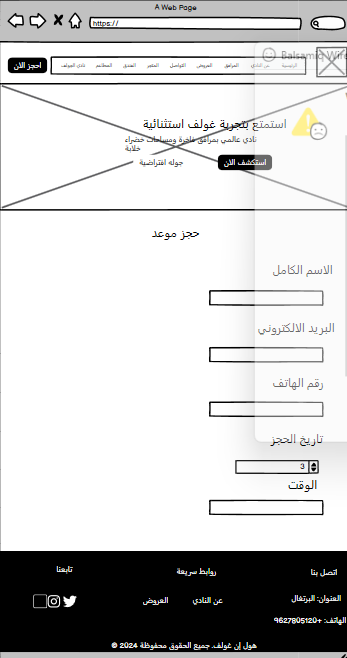 A Web Page
https://
Balsamiq Wire
احجز الان
الرئيسية عن النادي المرافق العروض التواصل المتجر الفندق المطاعم نادي الجولف
استمتع بتجربة غولف استثنائية
نادي عالمي بمرافق فاخرة ومساحات خضراء
خلابة
استكشف الان
جوله افتراضية
حجز موعد
الاسم الكامل
البريد الالكتروني
رقم الهاتف
تاريخ الحجز
3
الوقت
اتصل بنا
روابط سريعة
تابعنا
العنوان: البرتغال
عن النادي
العروض
الهاتف: +9627805120
هول إن غولف. جميع الحقوق محفوظة 2024 ©